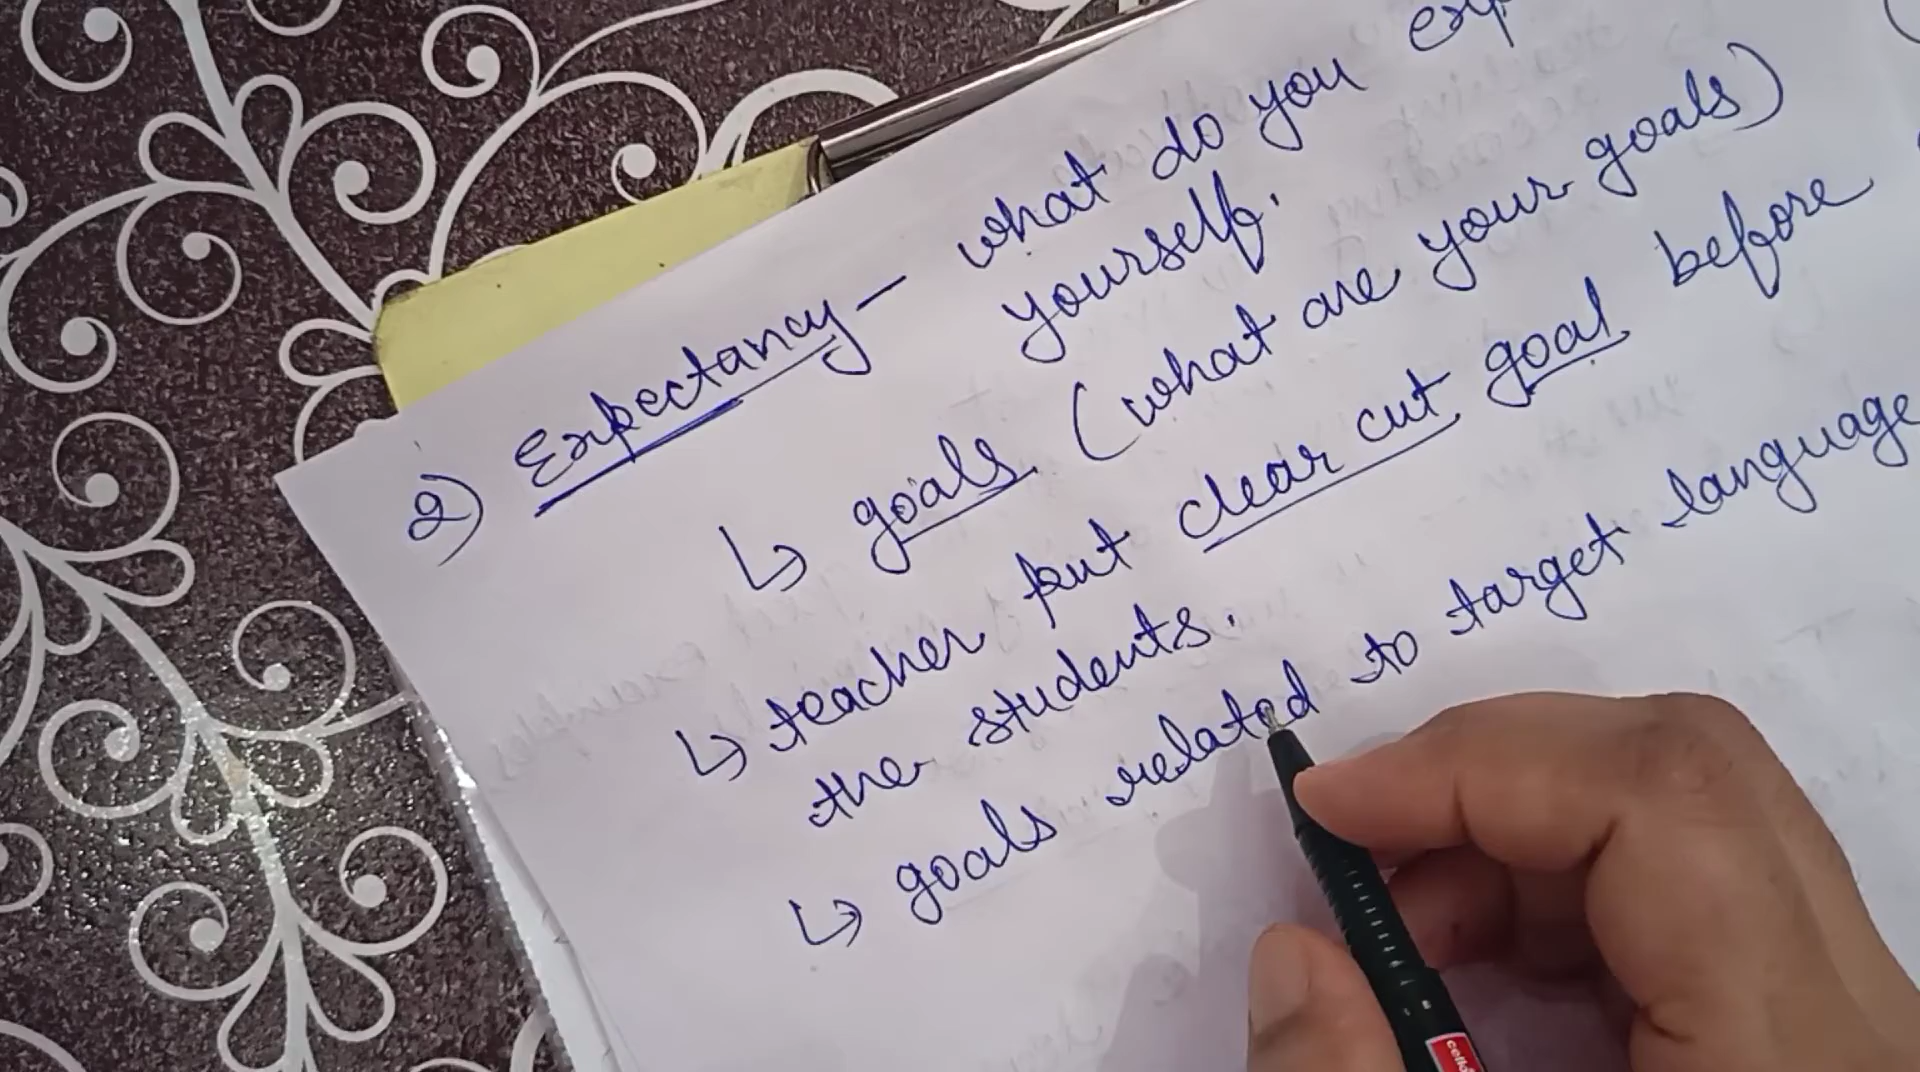 2) Expectancy - what do you
yourself.
↳ goals (what are your goals)
↳ teacher put clear cut goal before
the students.
↳ goals related to target language
cello